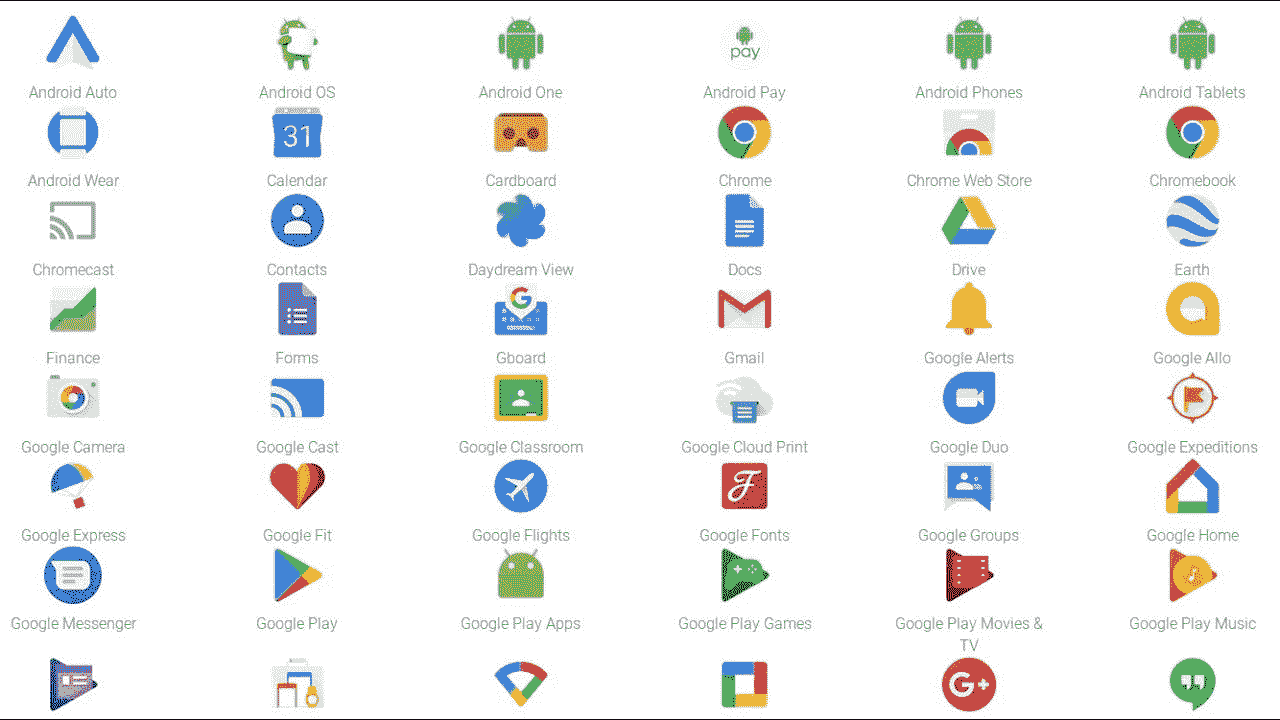 pay
Android Auto
Android OS
Android One
Android Pay
Android Phones
Android Tablets
31
Android Wear
Calendar
Cardboard
Chrome
Chrome Web Store
Chromebook
Chromecast
Contacts
Daydream View
Docs
Drive
Earth
G
Finance
Forms
Gboard
Gmail
Google Alerts
Google Allo
Google Camera
Google Cast
Google Classroom
Google Cloud Print
Google Duo
Google Expeditions
Google Express
Google Fit
Google Flights
Google Fonts
Google Groups
Google Home
Google Messenger
Google Play
Google Play Apps
Google Play Games
Google Play Movies &
TV
Google Play Music
G+